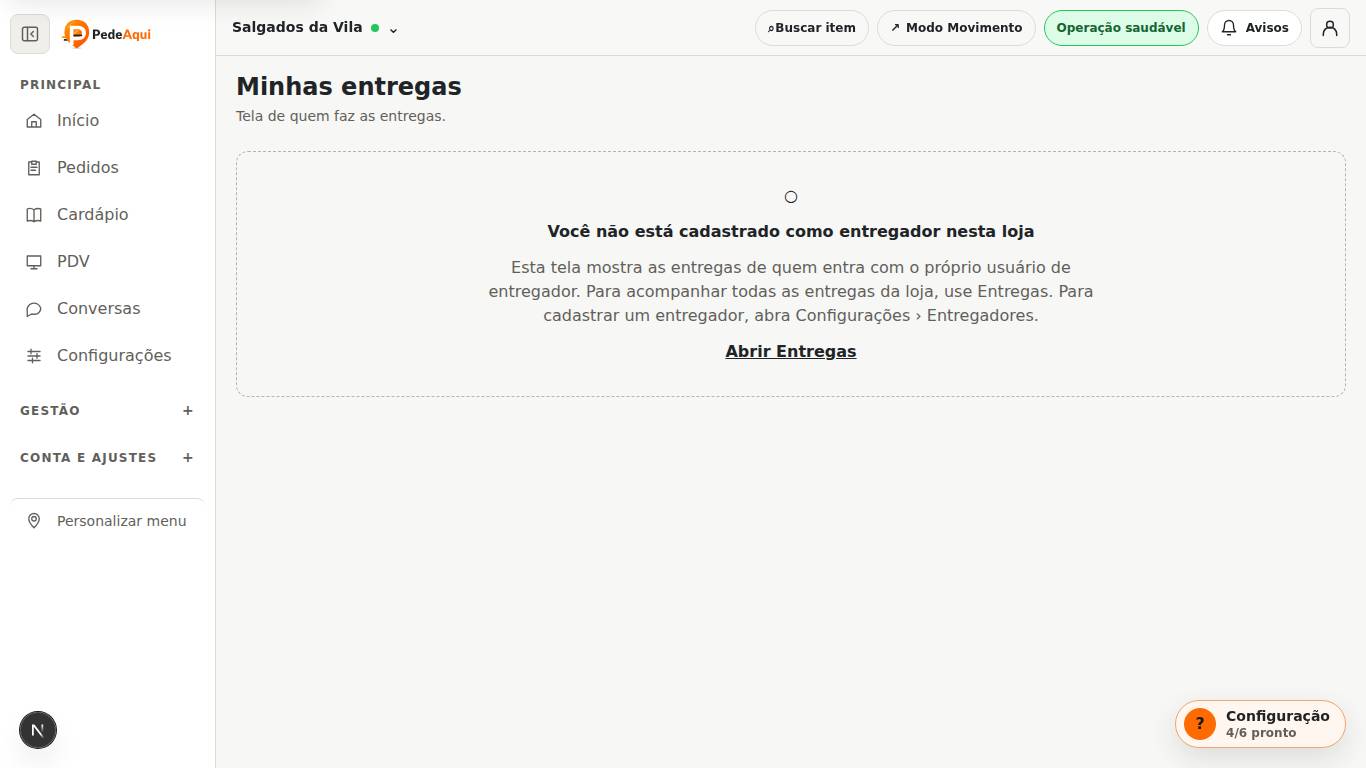 PedeAqui
Salgados da Vila
Buscar item
↗ Modo Movimento
Operação saudável
Avisos
PRINCIPAL
Início
Pedidos
Cardápio
PDV
Conversas
Configurações
GESTÃO +
CONTA E AJUSTES +
Personalizar menu
Minhas entregas
Tela de quem faz as entregas.
Você não está cadastrado como entregador nesta loja
Esta tela mostra as entregas de quem entra com o próprio usuário de
entregador. Para acompanhar todas as entregas da loja, use Entregas. Para
cadastrar um entregador, abra Configurações › Entregadores.
Abrir Entregas
N
?
Configuração
4/6 pronto